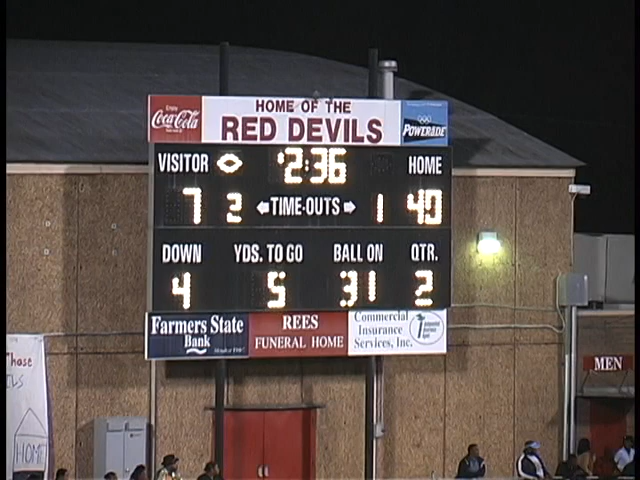 Enjoy
Coca-Cola
HOME OF THE
RED DEVILS
POWERADE
VISITOR 2:36 HOME
7 2 TIME-OUTS 1 40
DOWN YDS. TO GO BALL ON QTR.
4 5 31 2
Farmers State
Bank
REES
FUNERAL HOME
Commercial
Insurance
Services, Inc.
MEN
HOME